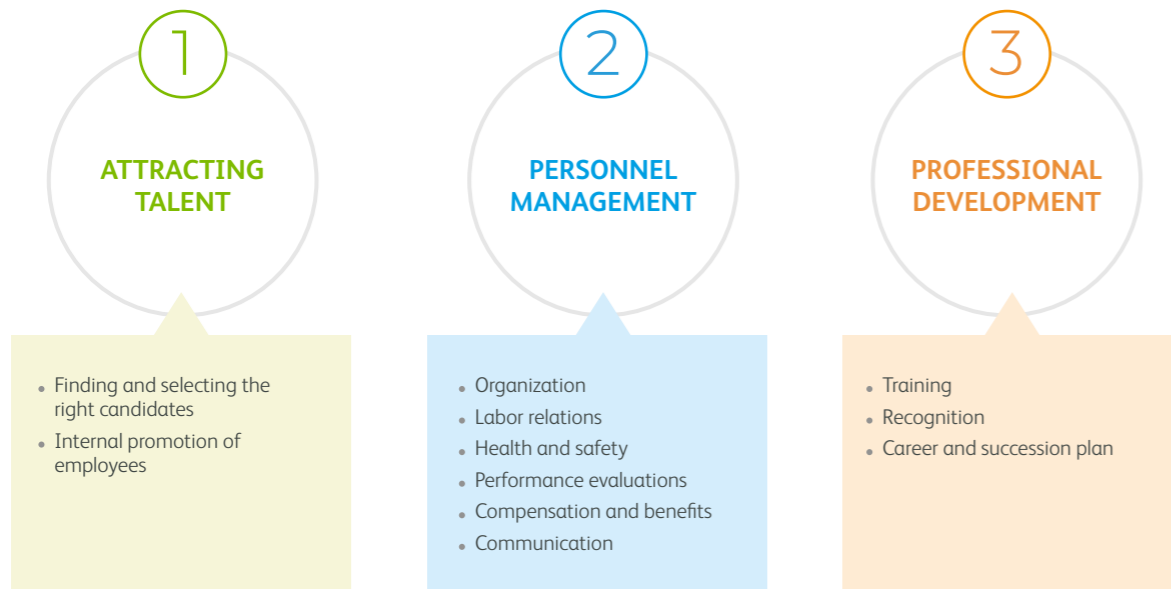 1
ATTRACTING
TALENT
• Finding and selecting the
right candidates
• Internal promotion of
employees
2
PERSONNEL
MANAGEMENT
• Organization
• Labor relations
• Health and safety
• Performance evaluations
• Compensation and benefits
• Communication
3
PROFESSIONAL
DEVELOPMENT
• Training
• Recognition
• Career and succession plan